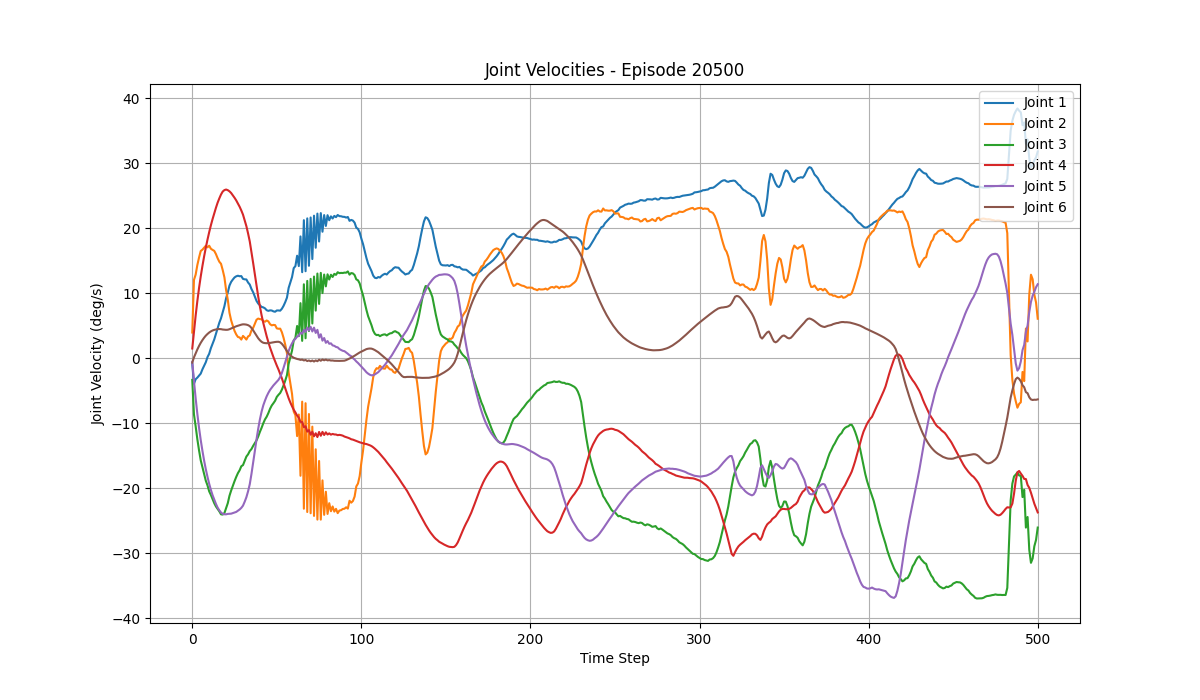 Joint Velocities - Episode 20500
Joint Velocity (deg/s)
40
30
20
10
0
−10
−20
−30
−40
Joint 1
Joint 2
Joint 3
Joint 4
Joint 5
Joint 6
0
100
200
300
400
500
Time Step